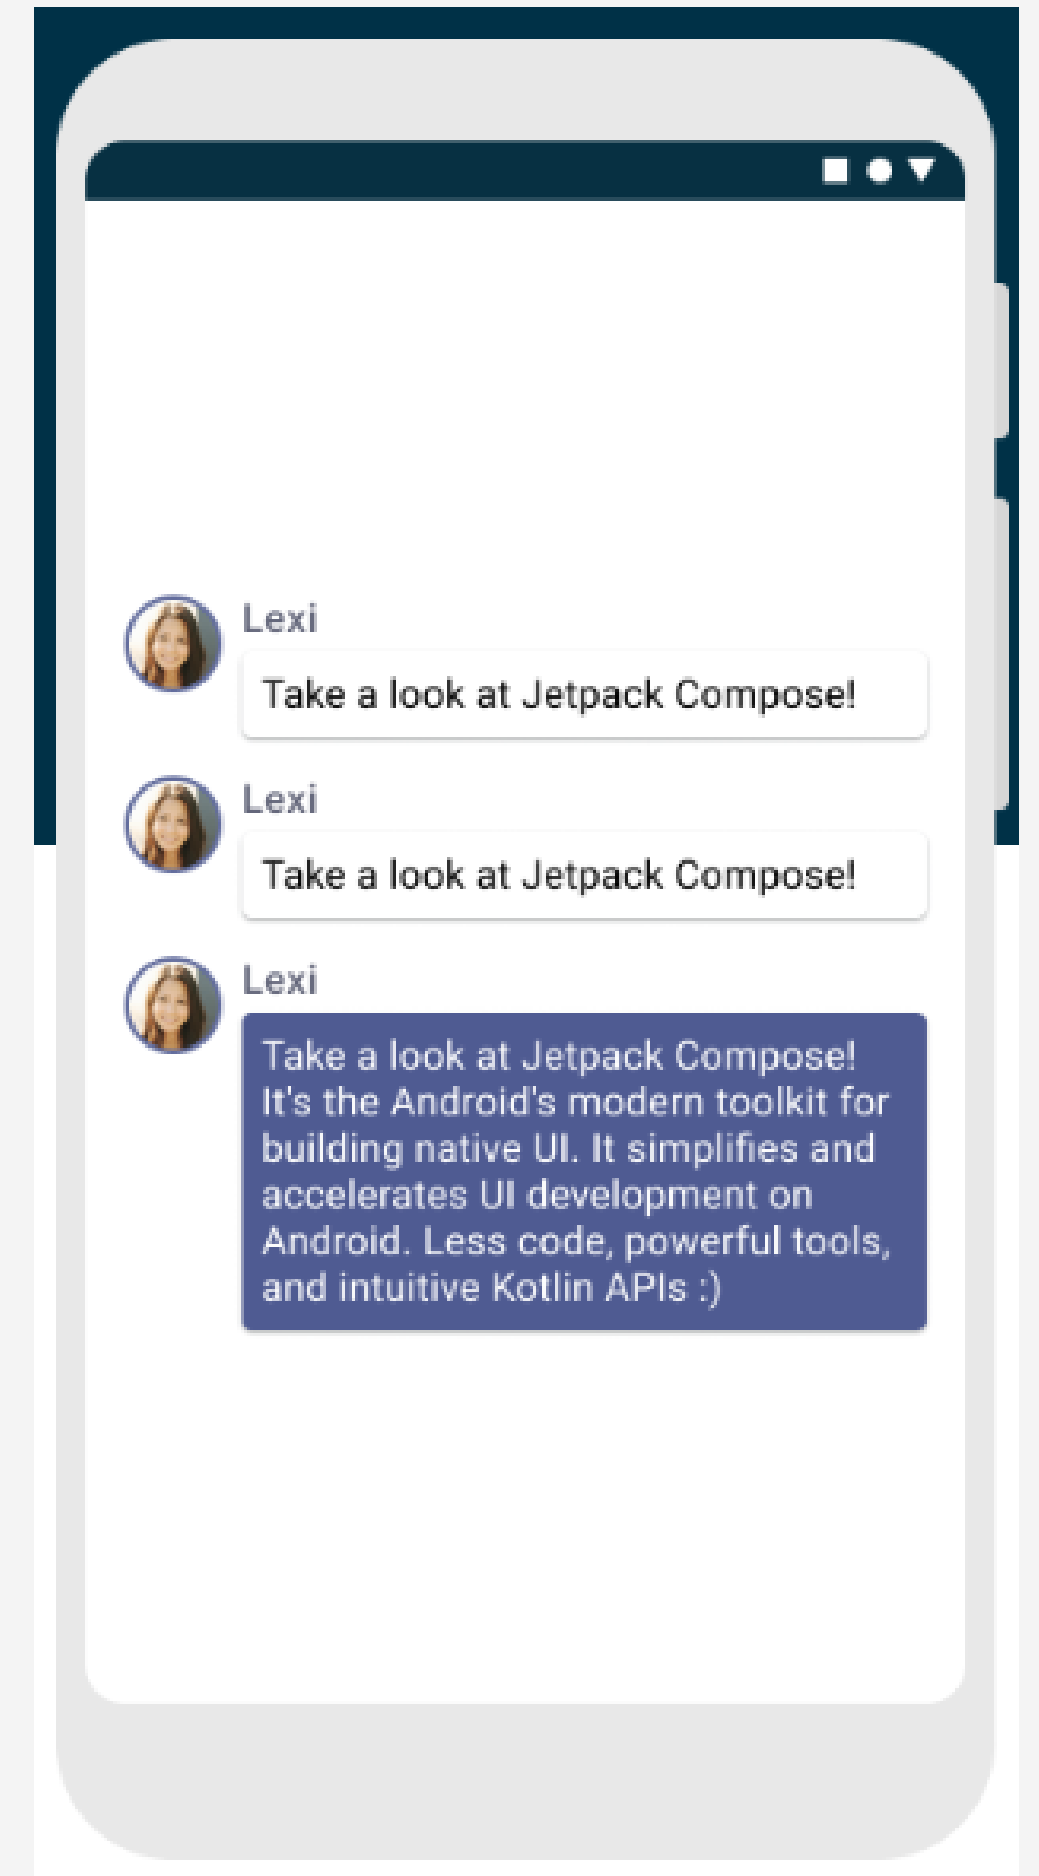 Lexi
Take a look at Jetpack Compose!
Lexi
Take a look at Jetpack Compose!
Lexi
Take a look at Jetpack Compose!
It's the Android's modern toolkit for
building native UI. It simplifies and
accelerates UI development on
Android. Less code, powerful tools,
and intuitive Kotlin APIs :)